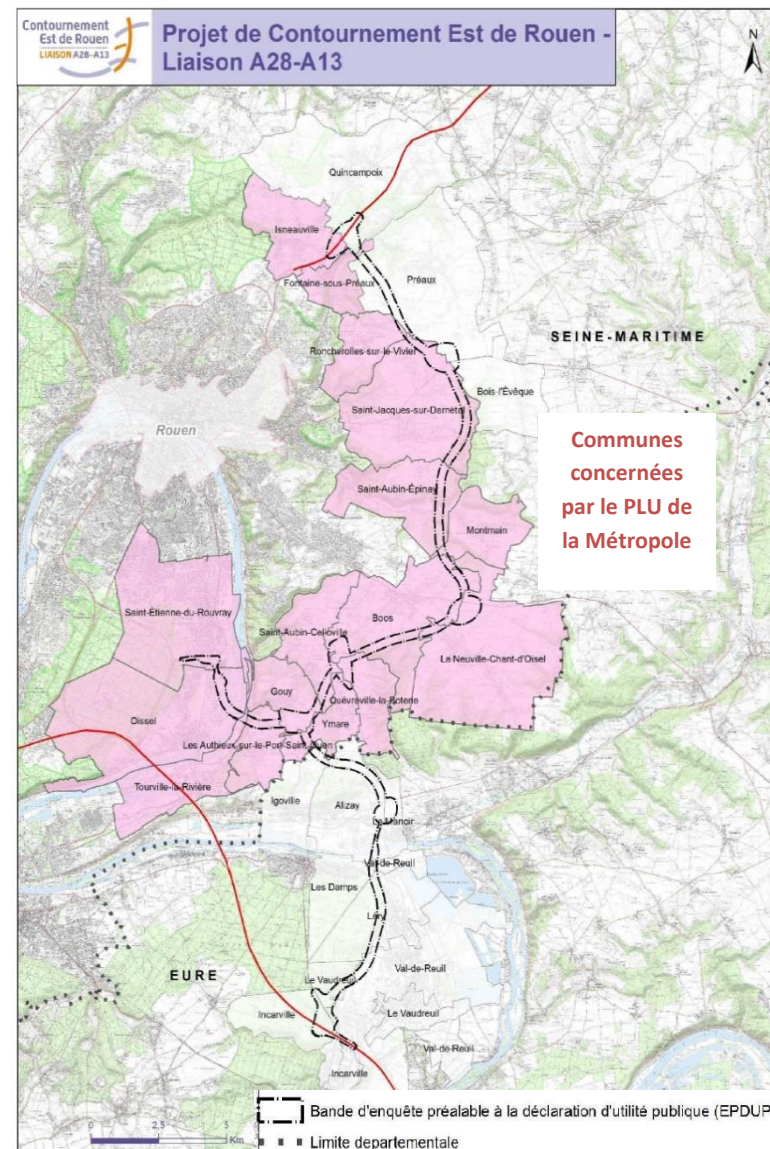 Contournement
Est de Rouen
LIAISON A28-A13
Projet de Contournement Est de Rouen -
Liaison A28-A13
N
Quincampoix
Isneauville
Préaux
Fontaine-sous-Préaux
SEINE-MARITIME
Roncherolles-sur-le-Vivier
Bois-l'Évêque
Saint-Jacques-sur-Darnétal
Rouen
Communes
concernées
par le PLU de
la Métropole
Saint-Aubin-Épinay
Montmain
Saint-Étienne-du-Rouvray
Boos
Saint-Aubin-Celloville
La Neuville-Chant-d'Oisel
Gouy
Quévreville-la-Poterie
Oissel
Ymare
Les Authieux-sur-le-Port-Saint-Ouen
Tourville-la-Rivière
Igoville
Alizay
Le Manoir
Val-de-Reuil
Les Damps
Léry
EURE
Val-de-Reuil
Le Vaudreuil
Incarville
Le Vaudreuil
Val-de-Reuil
Incarville
Bande d'enquête préalable à la déclaration d'utilité publique (EPDUP
0 2,5 5
Km
Limite departementale